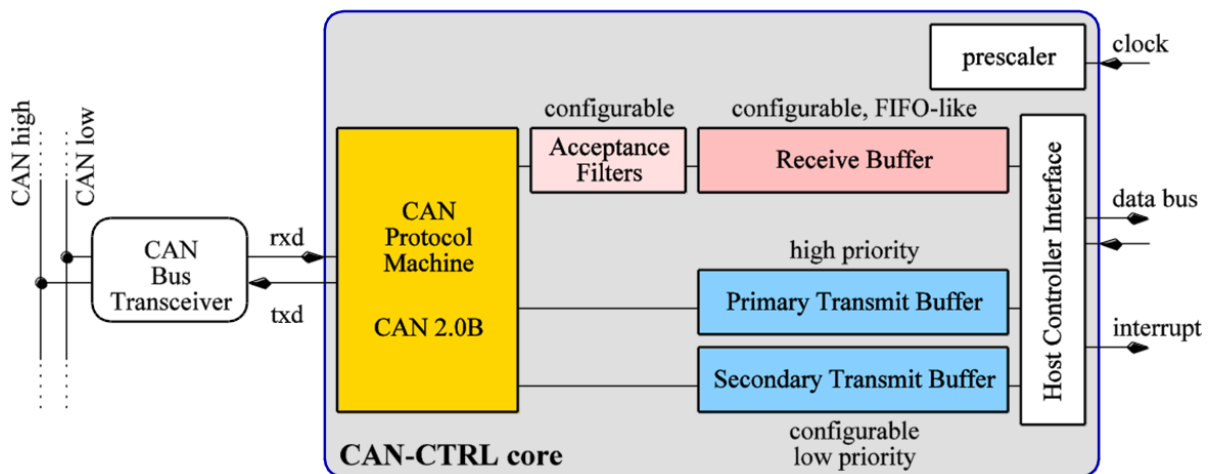 CAN high
CAN low
CAN
Bus
Transceiver
rxd
txd
CAN
Protocol
Machine
CAN 2.0B
configurable
Acceptance
Filters
configurable, FIFO-like
Receive Buffer
high priority
Primary Transmit Buffer
Secondary Transmit Buffer
configurable
low priority
prescaler
Host Controller Interface
clock
data bus
interrupt
CAN-CTRL core